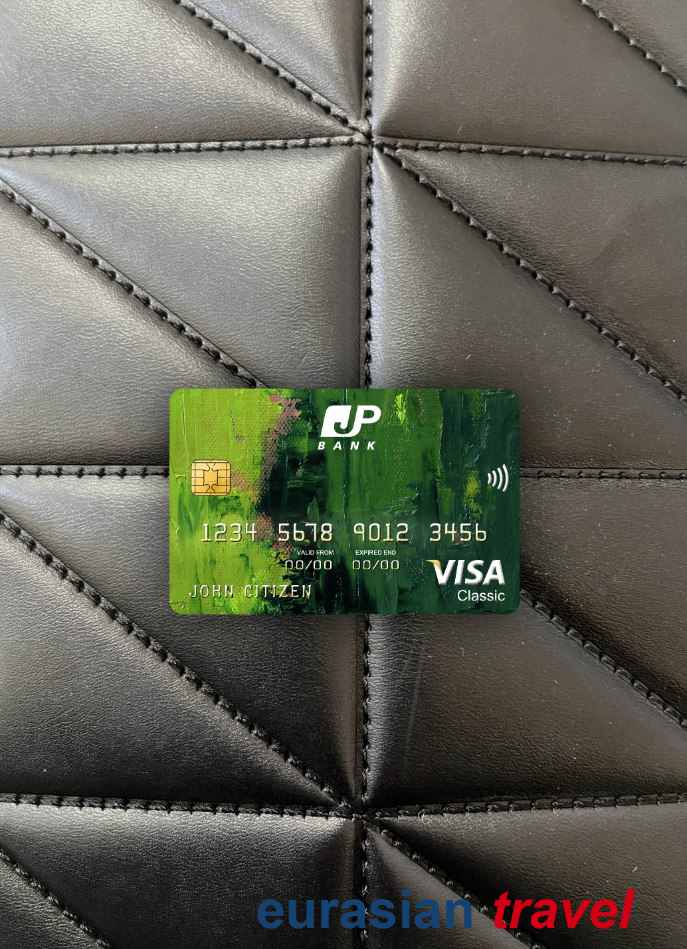 JP
BANK
1234 5678 9012 3456
VALID FROM EXPIRED END
00/00 00/00
JOHN CITIZEN
VISA
Classic
eurasian travel